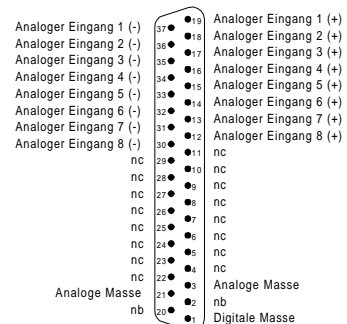 19 Analoger Eingang 1 (+)
Analoger Eingang 1 (-) 37
18 Analoger Eingang 2 (+)
Analoger Eingang 2 (-) 36
17 Analoger Eingang 3 (+)
Analoger Eingang 3 (-) 35
16 Analoger Eingang 4 (+)
Analoger Eingang 4 (-) 34
15 Analoger Eingang 5 (+)
Analoger Eingang 5 (-) 33
14 Analoger Eingang 6 (+)
Analoger Eingang 6 (-) 32
13 Analoger Eingang 7 (+)
Analoger Eingang 7 (-) 31
12 Analoger Eingang 8 (+)
Analoger Eingang 8 (-) 30
11 nc
nc 29
10 nc
nc 28
9 nc
nc 27
8 nc
nc 26
7 nc
nc 25
6 nc
nc 24
5 nc
nc 23
4 nc
nc 22
3 Analoge Masse
Analoge Masse 21
2 nb
nb 20
1 Digitale Masse